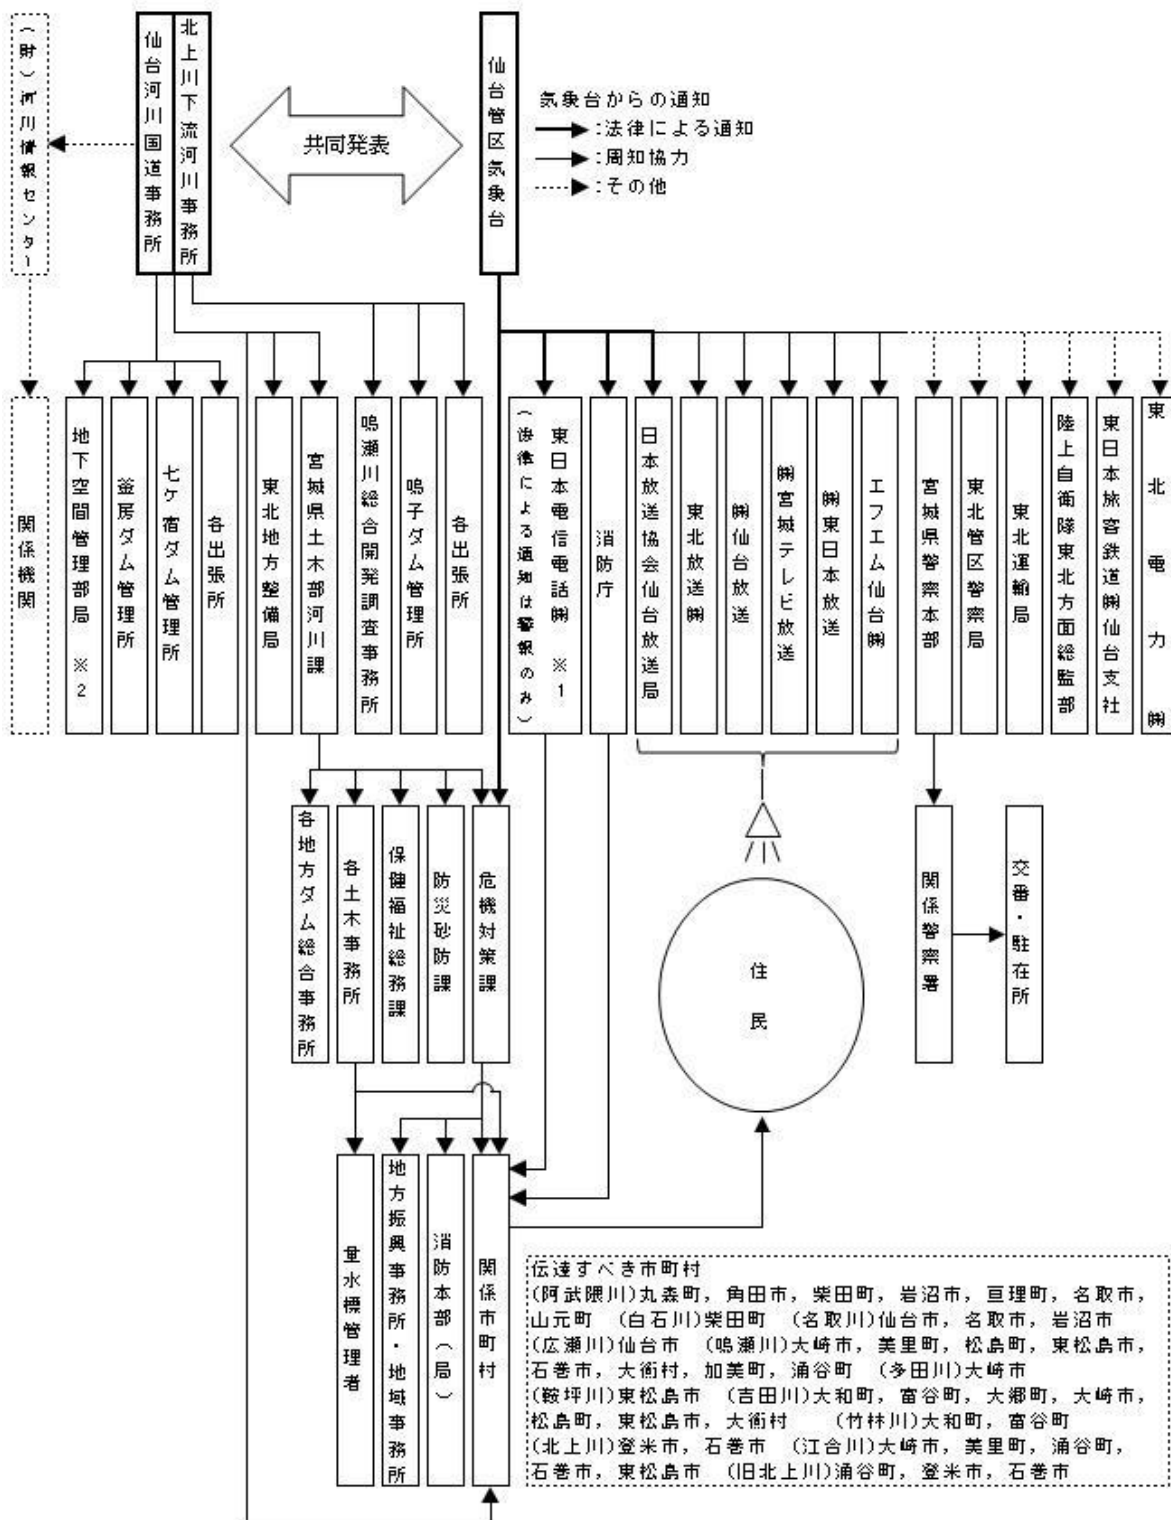 (財)河川情報センター
仙台河川国道事務所
北上川下流河川事務所
共同発表
仙台管区気象台
気象台からの通知
:法律による通知
:周知協力
:その他
関係機関
地下空間管理部局 ※2
釜房ダム管理所
七ケ宿ダム管理所
各出張所
東北地方整備局
宮城県土木部河川課
鳴瀬川総合開発調査事務所
鳴子ダム管理所
各出張所
東日本電信電話㈱ ※1
(法律による通知は警報のみ)
消防庁
日本放送協会仙台放送局
東北放送㈱
㈱仙台放送
㈱宮城テレビ放送
㈱東日本放送
エフエム仙台㈱
宮城県警察本部
東北管区警察局
東北運輸局
陸上自衛隊東北方面総監部
東日本旅客鉄道㈱仙台支社
東北電力㈱
各地方ダム総合事務所
各土木事務所
保健福祉総務課
防災砂防課
危機対策課
住民
関係警察署
交番・駐在所
量水標管理者
地方振興事務所・地域事務所
消防本部(局)
関係市町村
伝達すべき市町村
(阿武隈川)丸森町，角田市，柴田町，岩沼市，亘理町，名取市，
山元町 (白石川)柴田町 (名取川)仙台市，名取市，岩沼市
(広瀬川)仙台市 (鳴瀬川)大崎市，美里町，松島町，東松島市，
石巻市，大衡村，加美町，涌谷町 (多田川)大崎市
(鞍坪川)東松島市 (吉田川)大和町，富谷町，大郷町，大崎市，
松島町，東松島市，大衡村 (竹林川)大和町，富谷町
(北上川)登米市，石巻市 (江合川)大崎市，美里町，涌谷町，
石巻市，東松島市 (旧北上川)涌谷町，登米市，石巻市